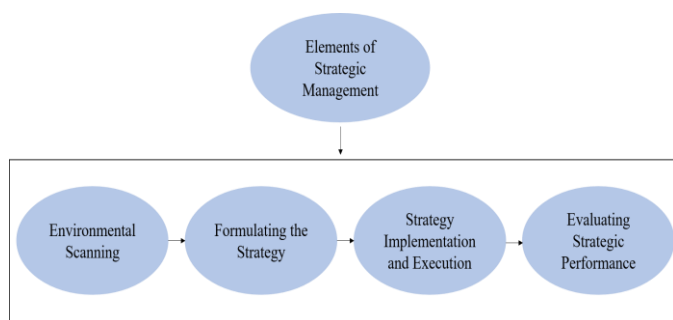 Elements of
Strategic
Management
Environmental
Scanning
Formulating the
Strategy
Strategy
Implementation
and Execution
Evaluating
Strategic
Performance